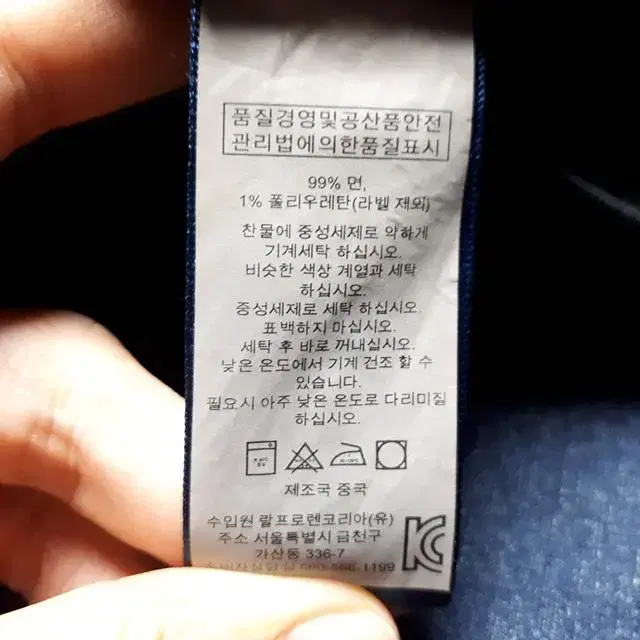 품질경영및공산품안전
관리법에의한품질표시
99% 면,
1% 폴리우레탄(라벨 제외)
찬물에 중성세제로 약하게
기계세탁 하십시오.
비슷한 색상 계열과 세탁
하십시오.
중성세제로 세탁 하십시오.
표백하지 마십시오.
세탁 후 바로 꺼내십시오.
낮은 온도에서 기계 건조 할 수
있습니다.
필요시 아주 낮은 온도로 다리미질
하십시오.
제조국 중국
수입원 랄프로렌코리아(유)
주소 서울특별시 금천구
가산동 336-7